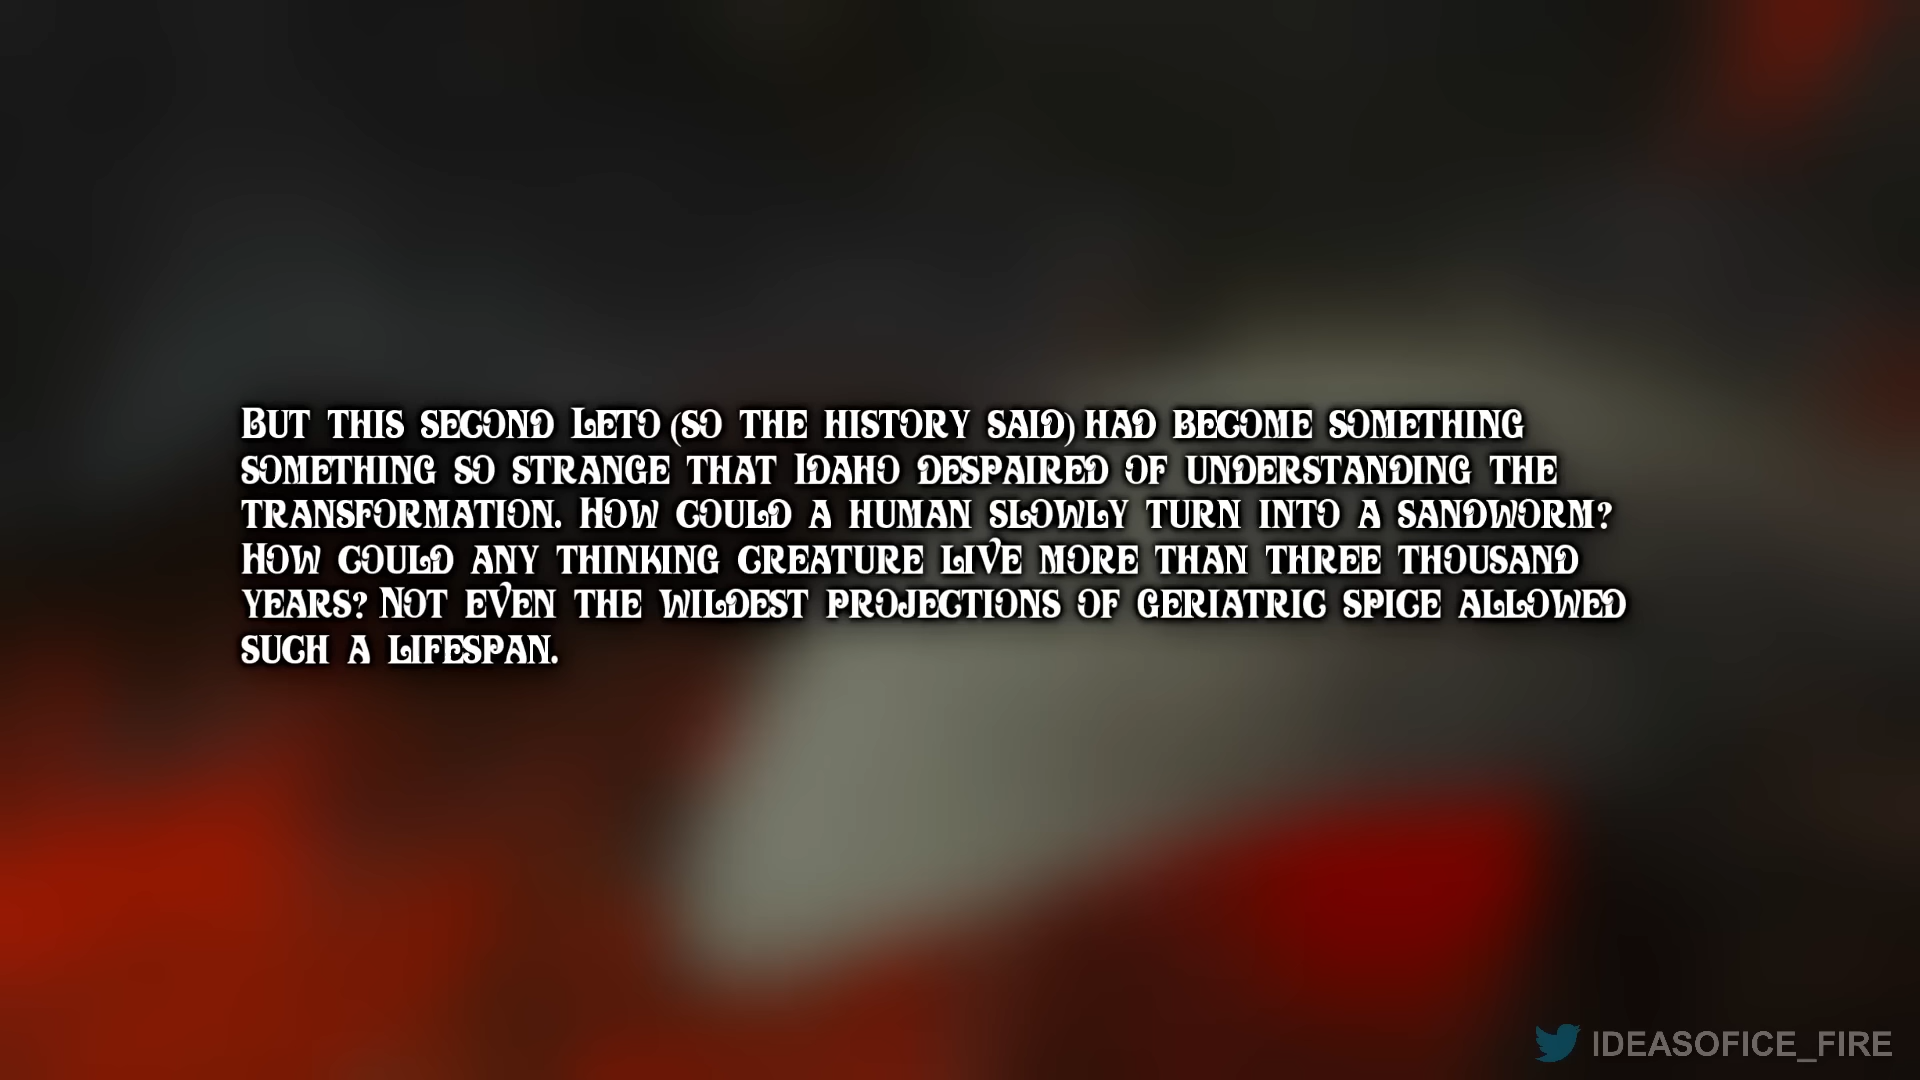 But this second Leto (so the history said) had become something
something so strange that Idaho despaired of understanding the
transformation. How could a human slowly turn into a sandworm?
How could any thinking creature live more than three thousand
years? Not even the wildest projections of geriatric spice allowed
such a lifespan.
IDEASOFICE_FIRE